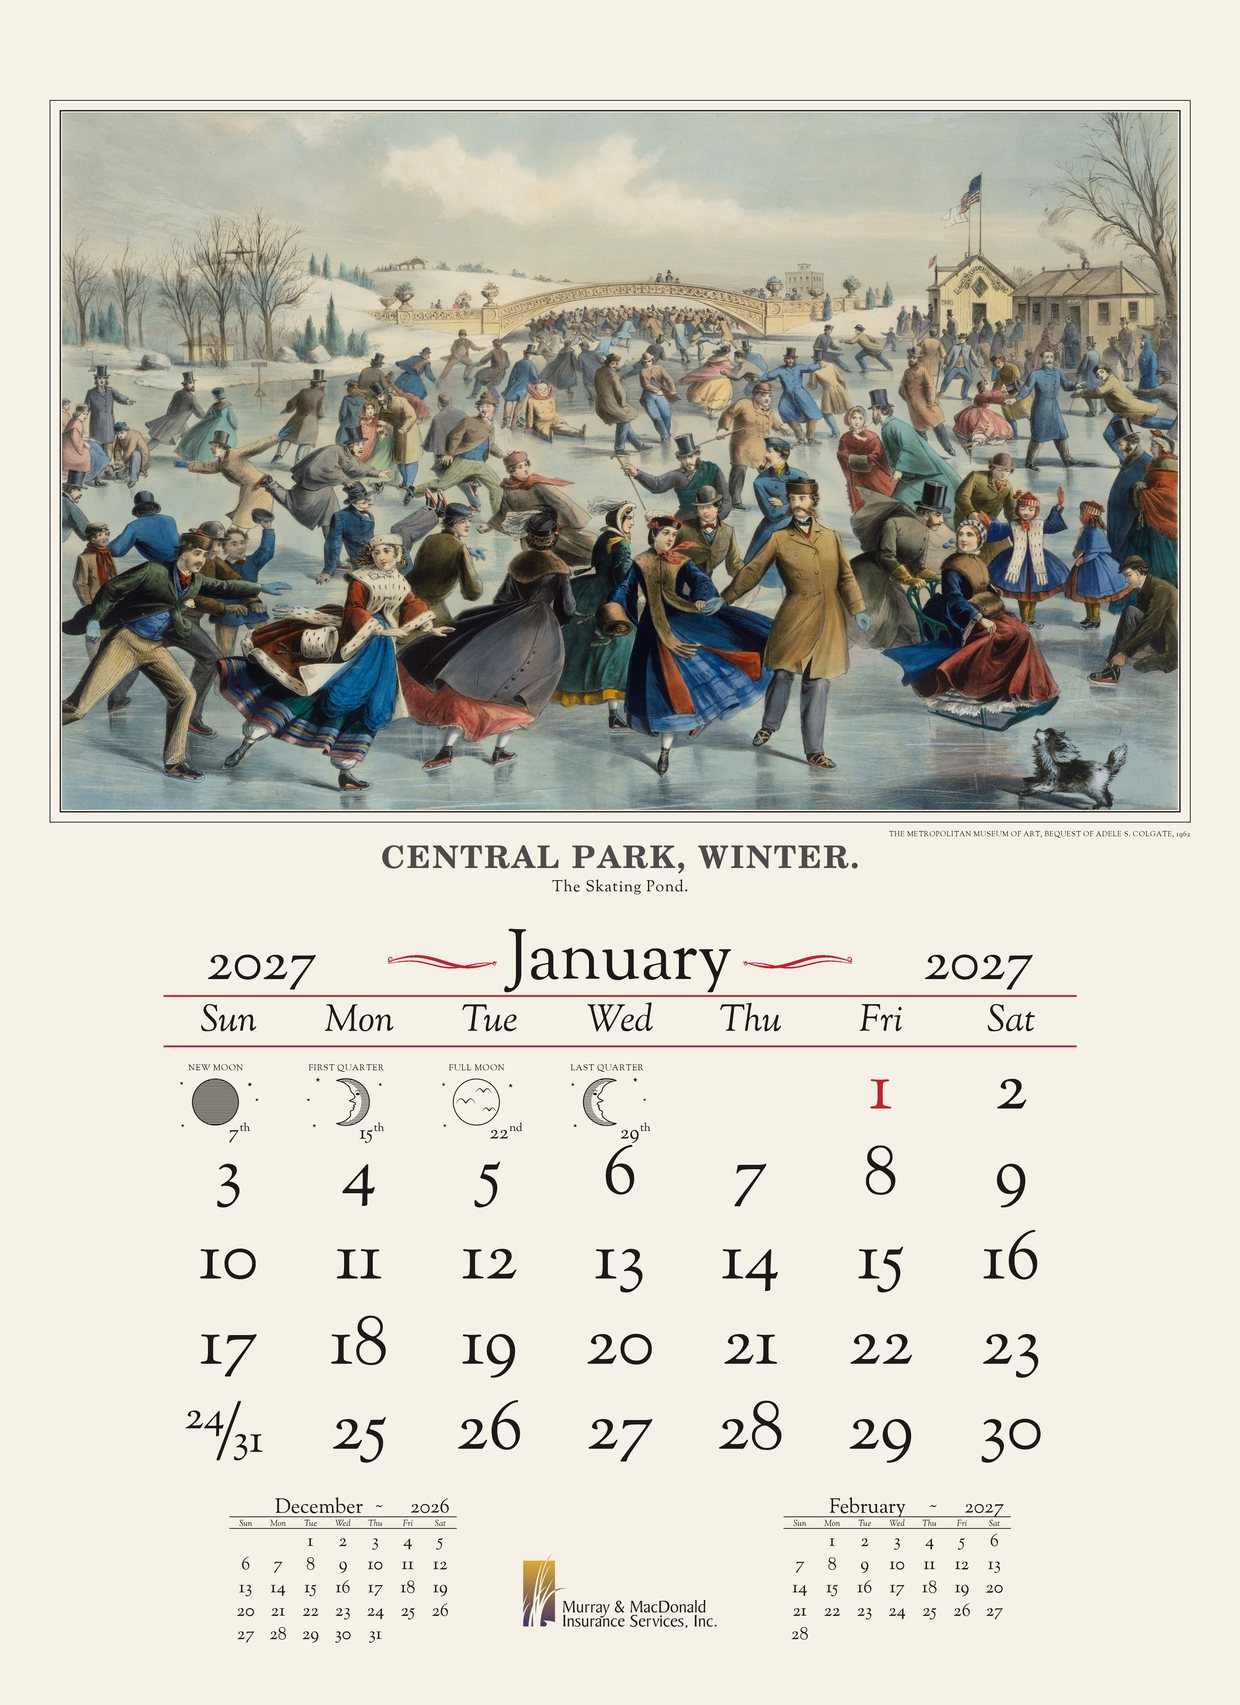 THE METROPOLITAN MUSEUM OF ART, BEQUEST OF ADELE S. COLGATE, 1962
CENTRAL PARK, WINTER.
The Skating Pond.
2027 January 2027
Sun Mon Tue Wed Thu Fri Sat
NEW MOON FIRST QUARTER FULL MOON LAST QUARTER
1 2
7th 15th 22nd 29th
3 4 5 6 7 8 9
10 11 12 13 14 15 16
17 18 19 20 21 22 23
24/31 25 26 27 28 29 30
December ~ 2026
Sun Mon Tue Wed Thu Fri Sat
1 2 3 4 5
6 7 8 9 10 11 12
13 14 15 16 17 18 19
20 21 22 23 24 25 26
27 28 29 30 31
Murray & MacDonald
Insurance Services, Inc.
February ~ 2027
Sun Mon Tue Wed Thu Fri Sat
1 2 3 4 5 6
7 8 9 10 11 12 13
14 15 16 17 18 19 20
21 22 23 24 25 26 27
28